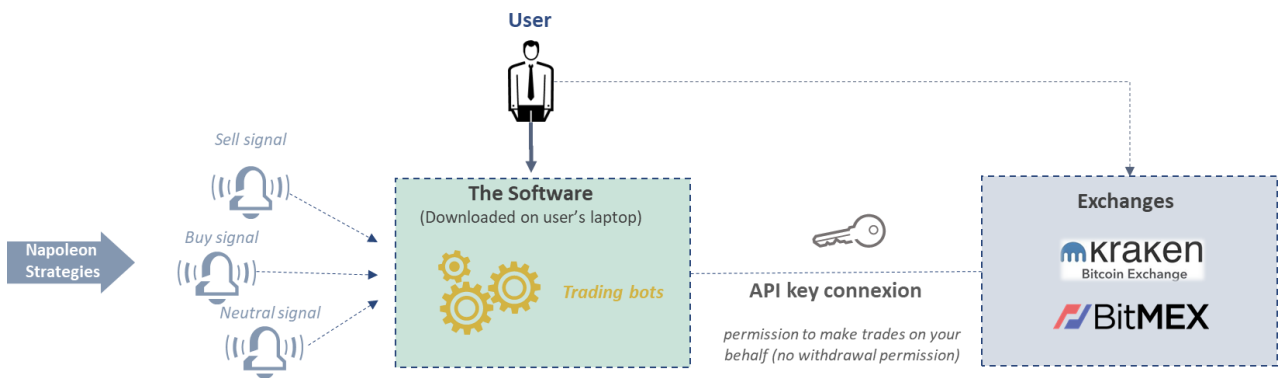 User
Sell signal
Buy signal
Neutral signal
Napoleon
Strategies
The Software
(Downloaded on user's laptop)
Trading bots
API key connexion
permission to make trades on your
behalf (no withdrawal permission)
Exchanges
mkraken
Bitcoin Exchange
BitMEX